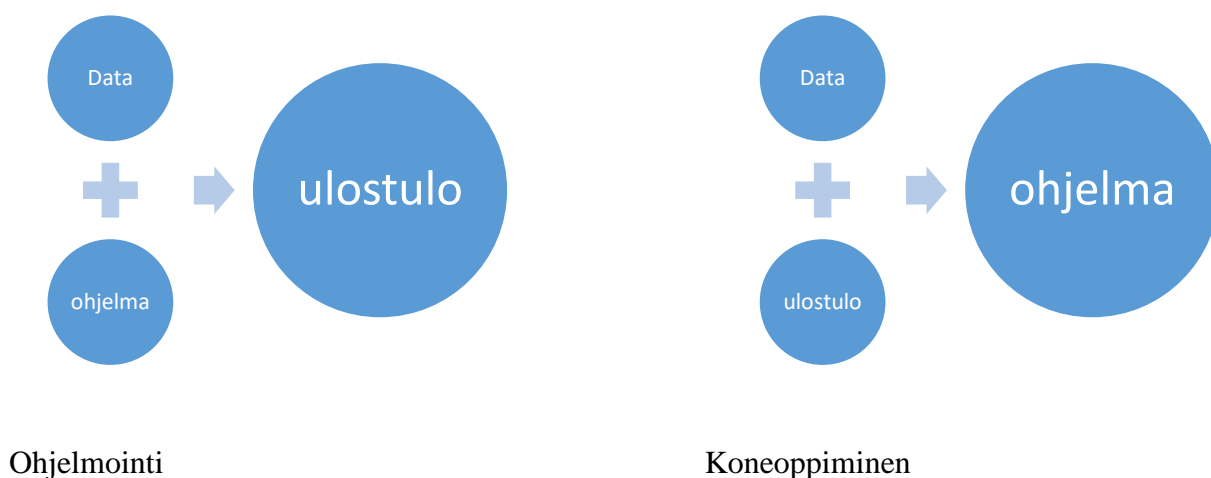 Data
ohjelma
ulostulo
Ohjelmointi
Data
ulostulo
ohjelma
Koneoppiminen